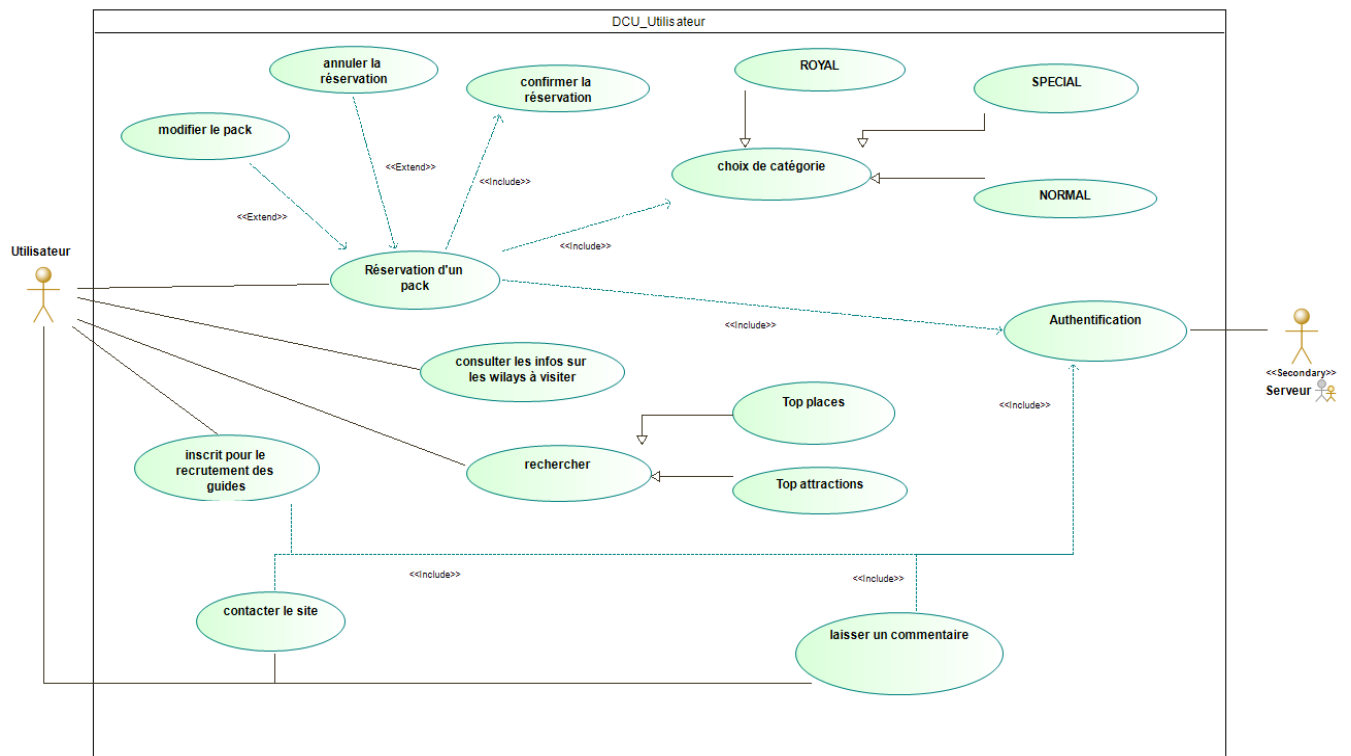 DCU_Utilisateur
annuler la
réservation
confirmer la
réservation
ROYAL
SPECIAL
modifier le pack
choix de catégorie
NORMAL
<<Extend>>
<<Include>>
<<Extend>>
<<Include>>
Utilisateur
Réservation d'un
pack
<<Include>>
Authentification
consulter les infos sur
les wilays à visiter
<<Secondary>>
Serveur
Top places
<<Include>>
inscrit pour le
recrutement des
guides
rechercher
Top attractions
<<Include>>
<<Include>>
contacter le site
laisser un commentaire